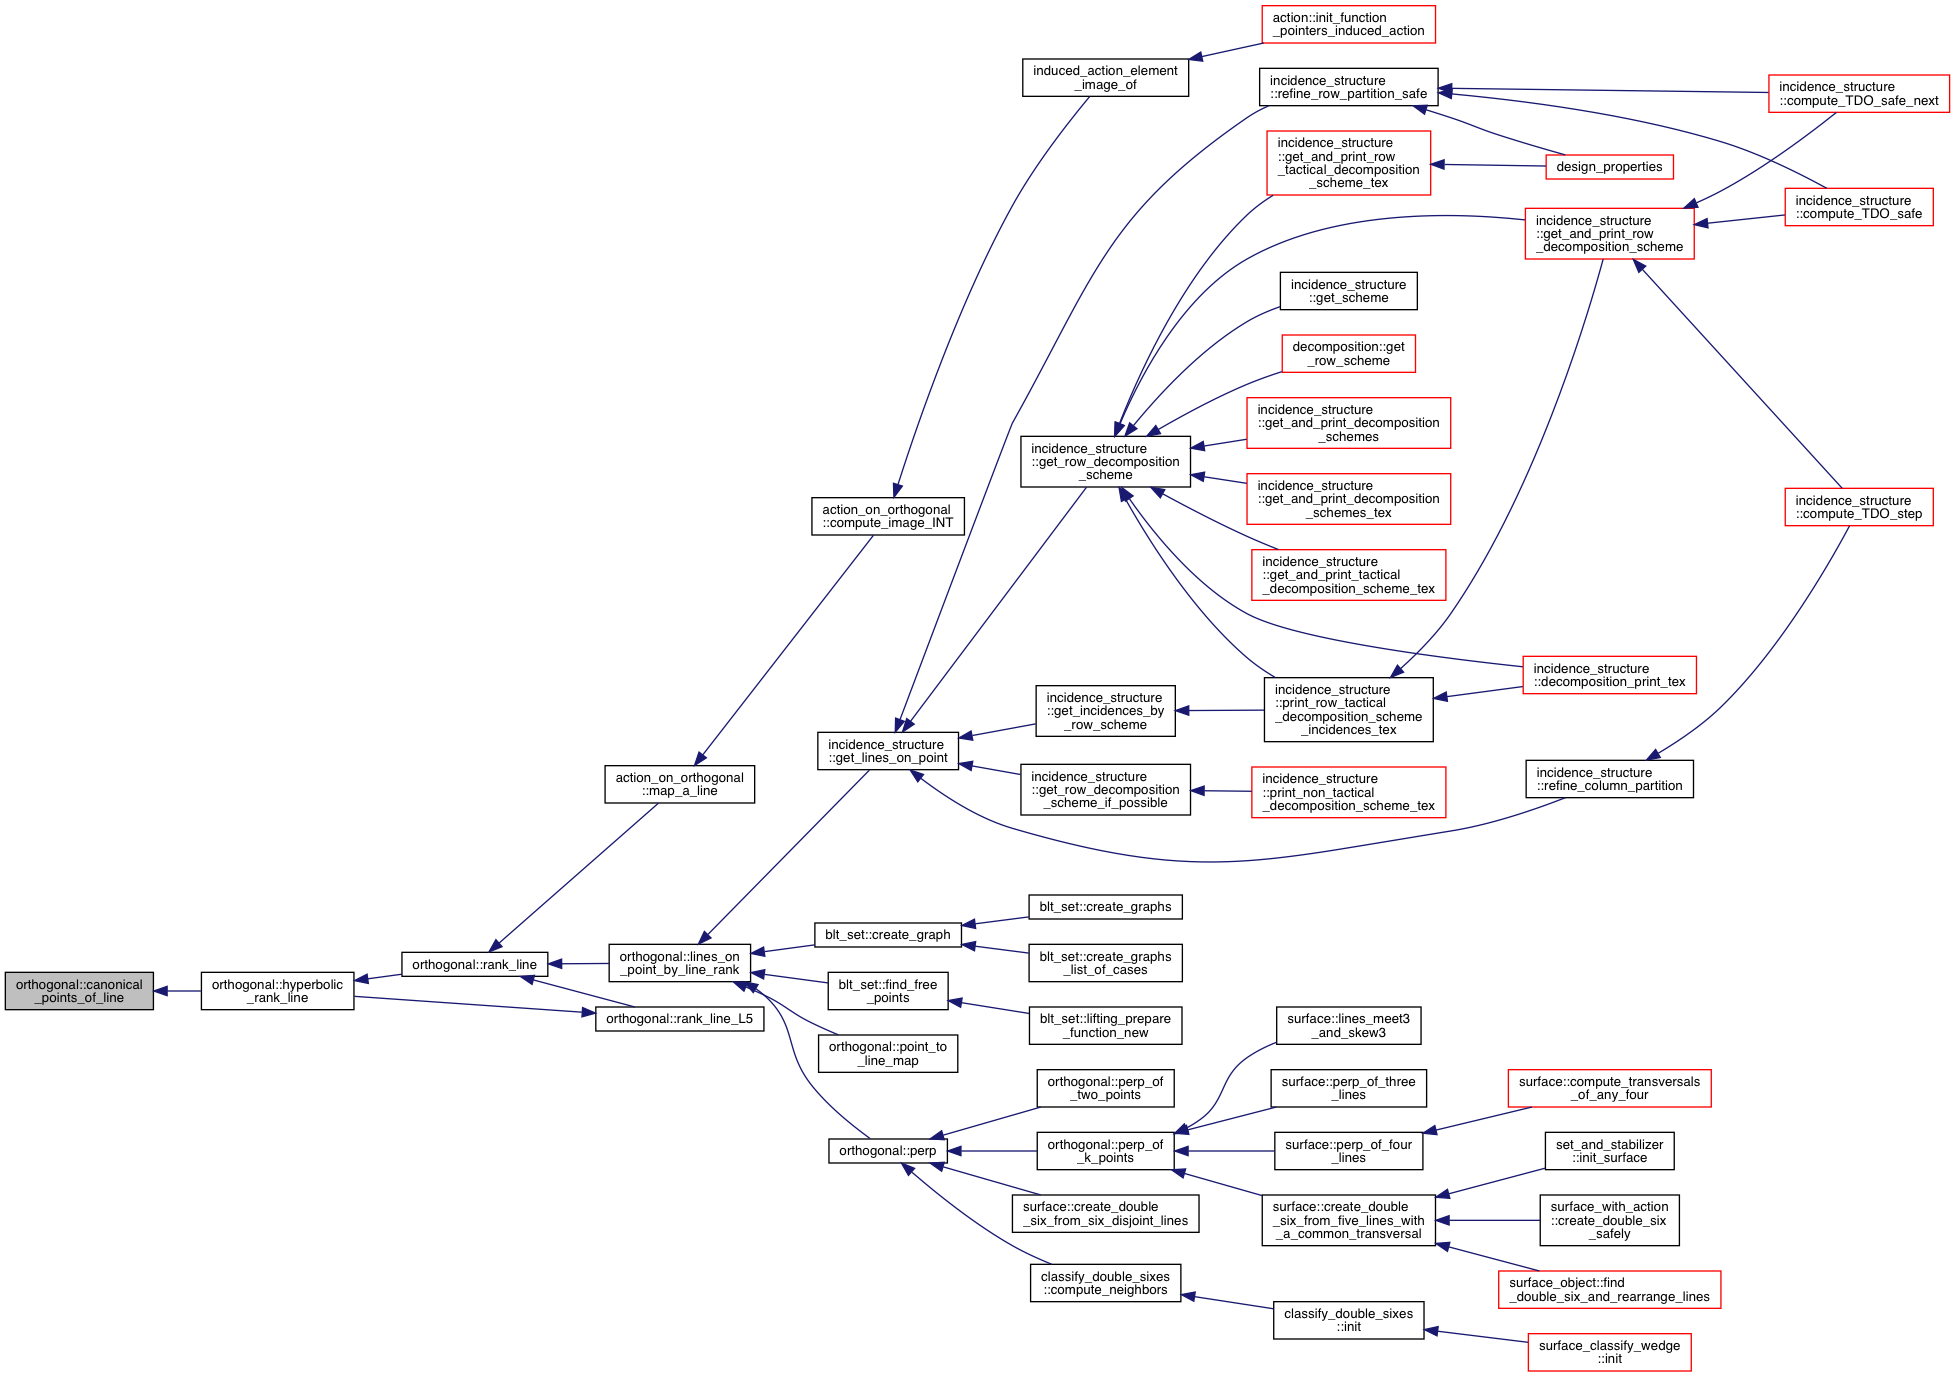 action::init_function
_pointers_induced_action
induced_action_element
_image_of
incidence_structure
::refine_row_partition_safe
incidence_structure
::compute_TDO_safe_next
incidence_structure
::get_and_print_row
_tactical_decomposition
_scheme_tex
design_properties
incidence_structure
::compute_TDO_safe
incidence_structure
::get_and_print_row
_decomposition_scheme
incidence_structure
::get_scheme
decomposition::get
_row_scheme
incidence_structure
::get_and_print_decomposition
_schemes
incidence_structure
::get_row_decomposition
_scheme
incidence_structure
::get_and_print_decomposition
_schemes_tex
incidence_structure
::compute_TDO_step
action_on_orthogonal
::compute_image_INT
incidence_structure
::get_and_print_tactical
_decomposition_scheme_tex
incidence_structure
::decomposition_print_tex
incidence_structure
::get_incidences_by
_row_scheme
incidence_structure
::print_row_tactical
_decomposition_scheme
_incidences_tex
incidence_structure
::get_lines_on_point
action_on_orthogonal
::map_a_line
incidence_structure
::get_row_decomposition
_scheme_if_possible
incidence_structure
::print_non_tactical
_decomposition_scheme_tex
incidence_structure
::refine_column_partition
blt_set::create_graphs
blt_set::create_graph
blt_set::create_graphs
_list_of_cases
orthogonal::rank_line
orthogonal::lines_on
_point_by_line_rank
orthogonal::canonical
_points_of_line
orthogonal::hyperbolic
_rank_line
blt_set::find_free
_points
orthogonal::rank_line_L5
blt_set::lifting_prepare
_function_new
surface::lines_meet3
_and_skew3
orthogonal::point_to
_line_map
orthogonal::perp_of
_two_points
surface::perp_of_three
_lines
surface::compute_transversals
_of_any_four
orthogonal::perp
orthogonal::perp_of
_k_points
surface::perp_of_four
_lines
set_and_stabilizer
::init_surface
surface::create_double
_six_from_six_disjoint_lines
surface::create_double
_six_from_five_lines_with
_a_common_transversal
surface_with_action
::create_double_six
_safely
classify_double_sixes
::compute_neighbors
surface_object::find
_double_six_and_rearrange_lines
classify_double_sixes
::init
surface_classify_wedge
::init